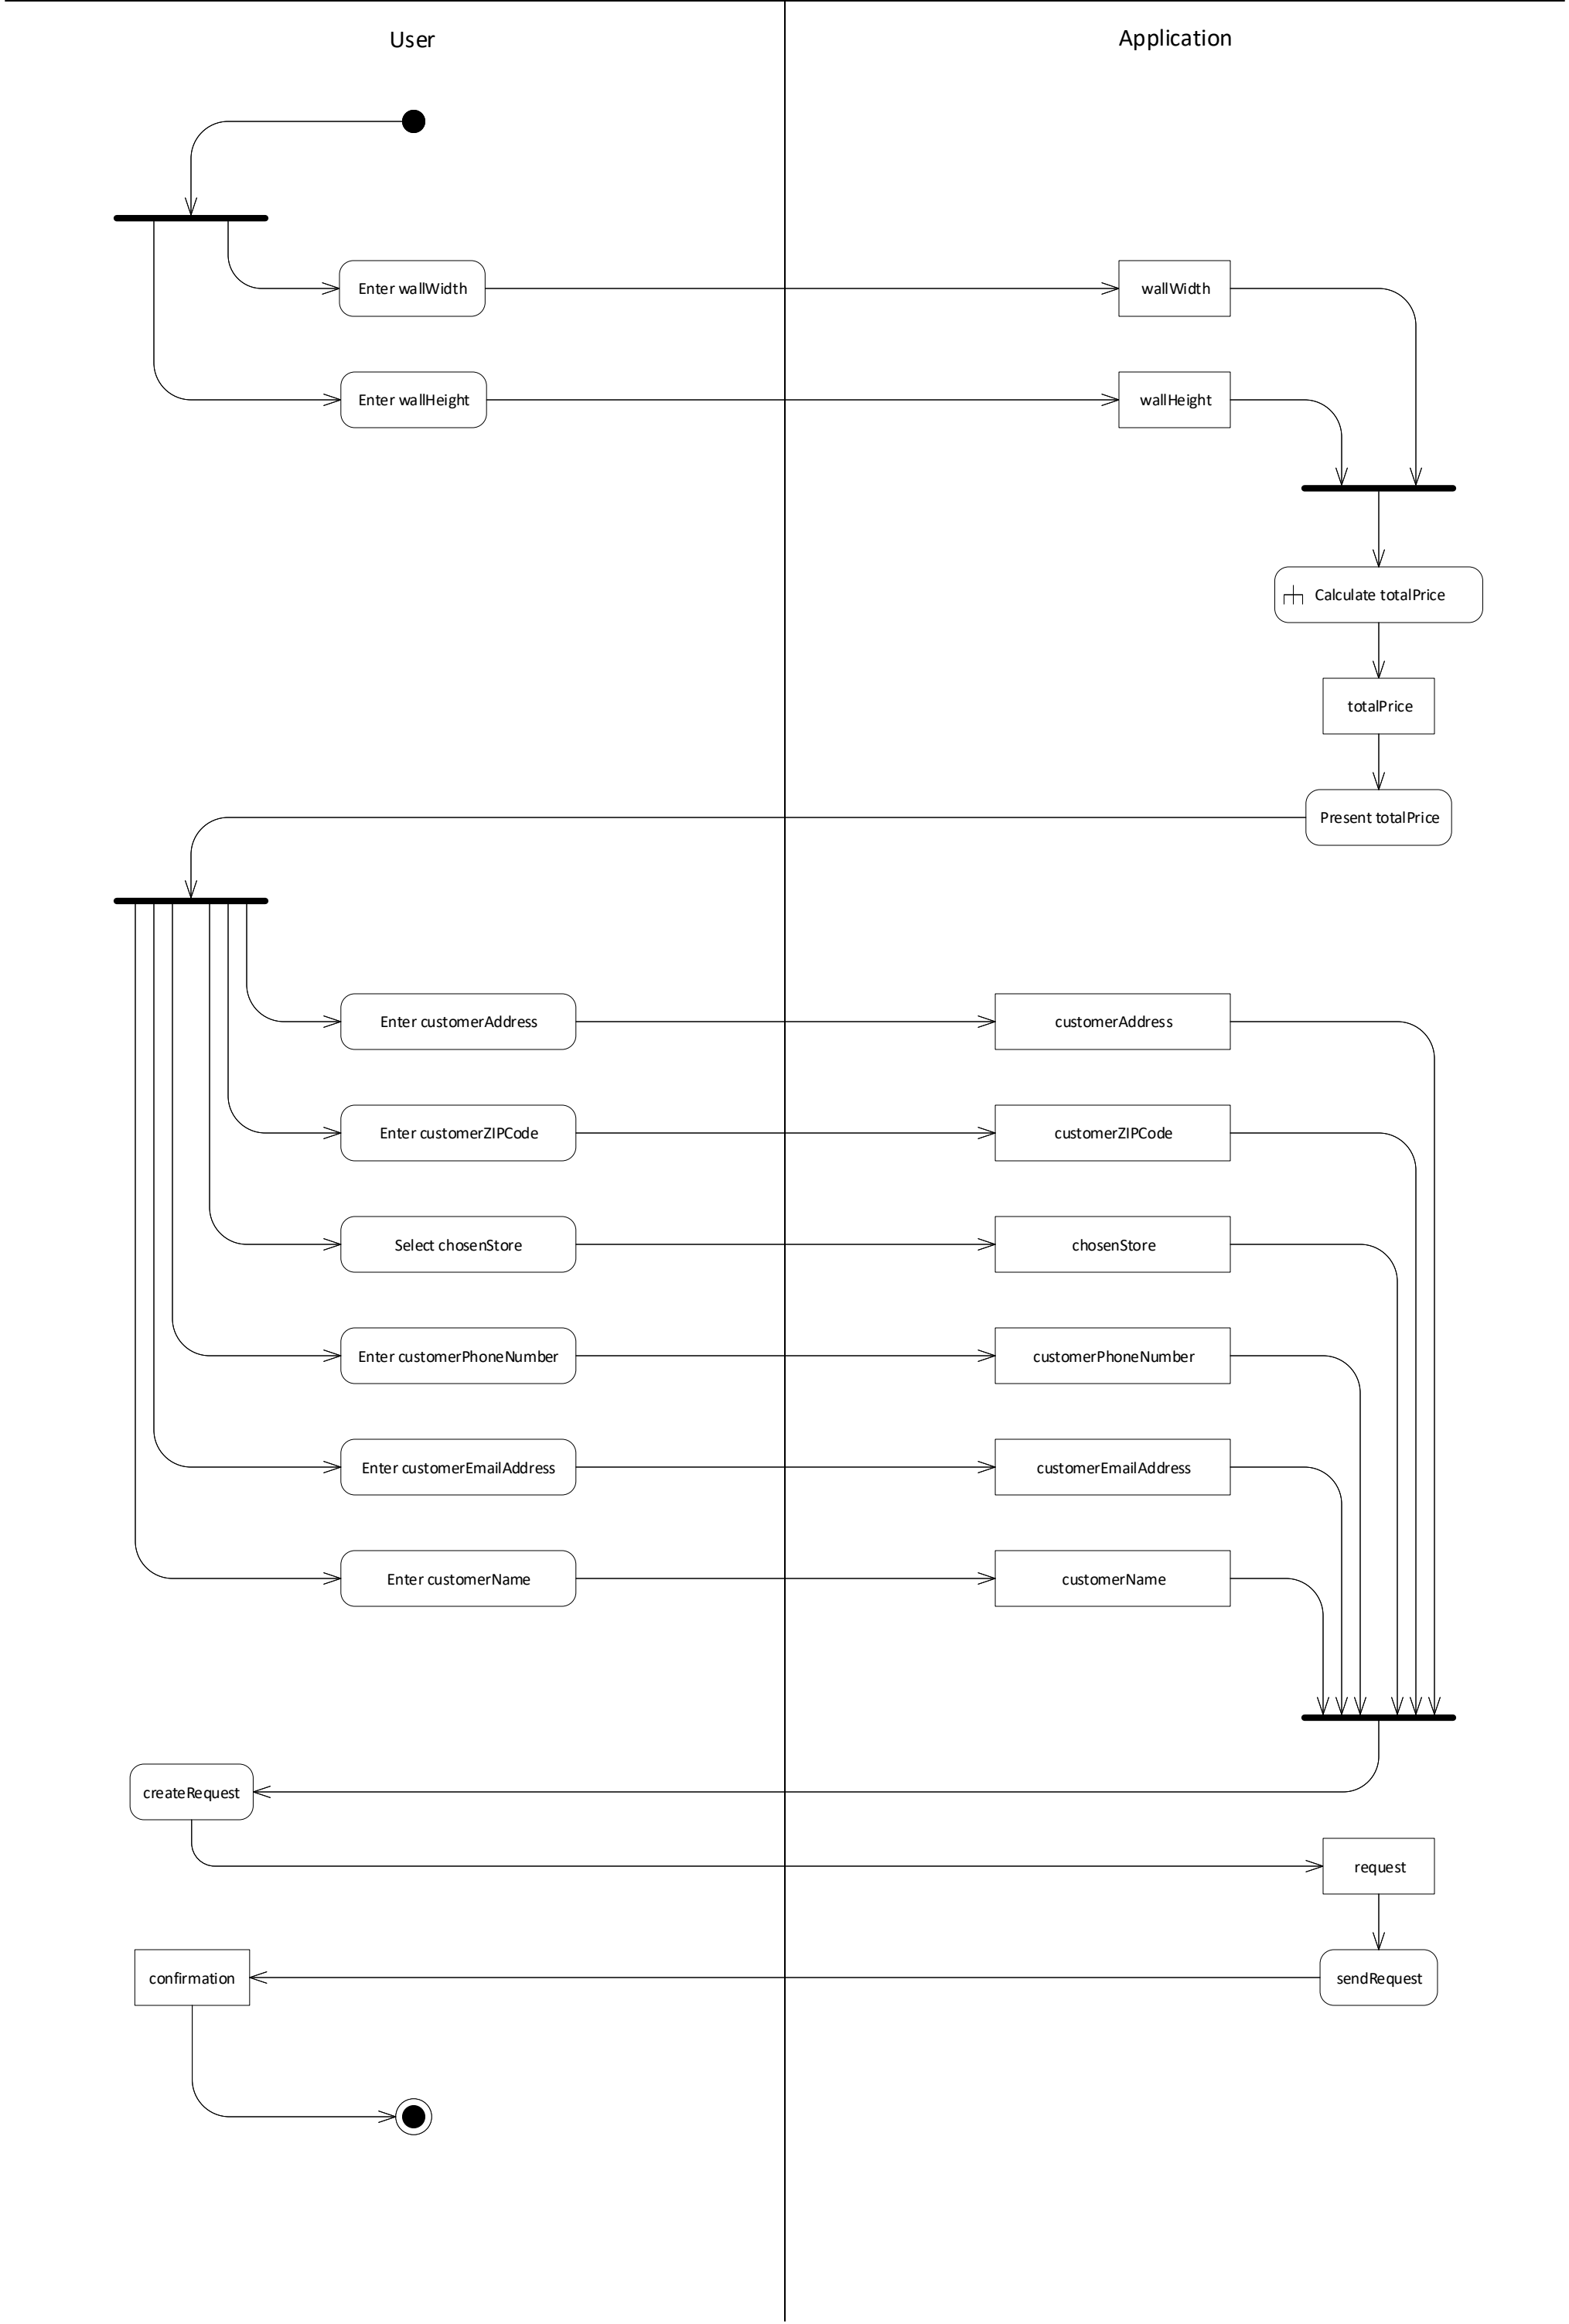 User
Application
Enter wallWidth
wallWidth
Enter wallHeight
wallHeight
Calculate totalPrice
totalPrice
Present totalPrice
Enter customerAddress
customerAddress
Enter customerZIPCode
customerZIPCode
Select chosenStore
chosenStore
Enter customerPhoneNumber
customerPhoneNumber
Enter customerEmailAddress
customerEmailAddress
Enter customerName
customerName
createRequest
request
confirmation
sendRequest